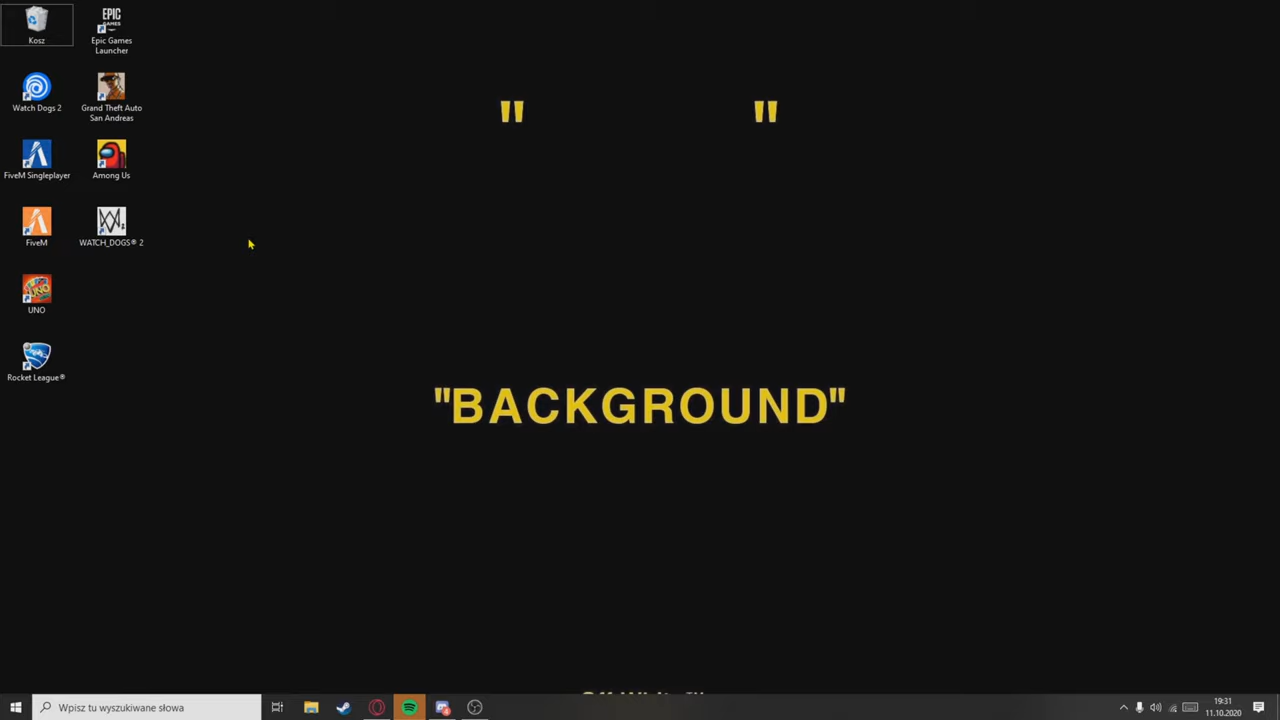 Kosz
EPIC
GAMES
Epic Games
Launcher
Watch Dogs 2
Grand Theft Auto
San Andreas
FiveM Singleplayer
Among Us
FiveM
WATCH_DOGS® 2
UNO
Rocket League®
" "
"BACKGROUND"
Wpisz tu wyszukiwane słowa
19:31
11.10.2020